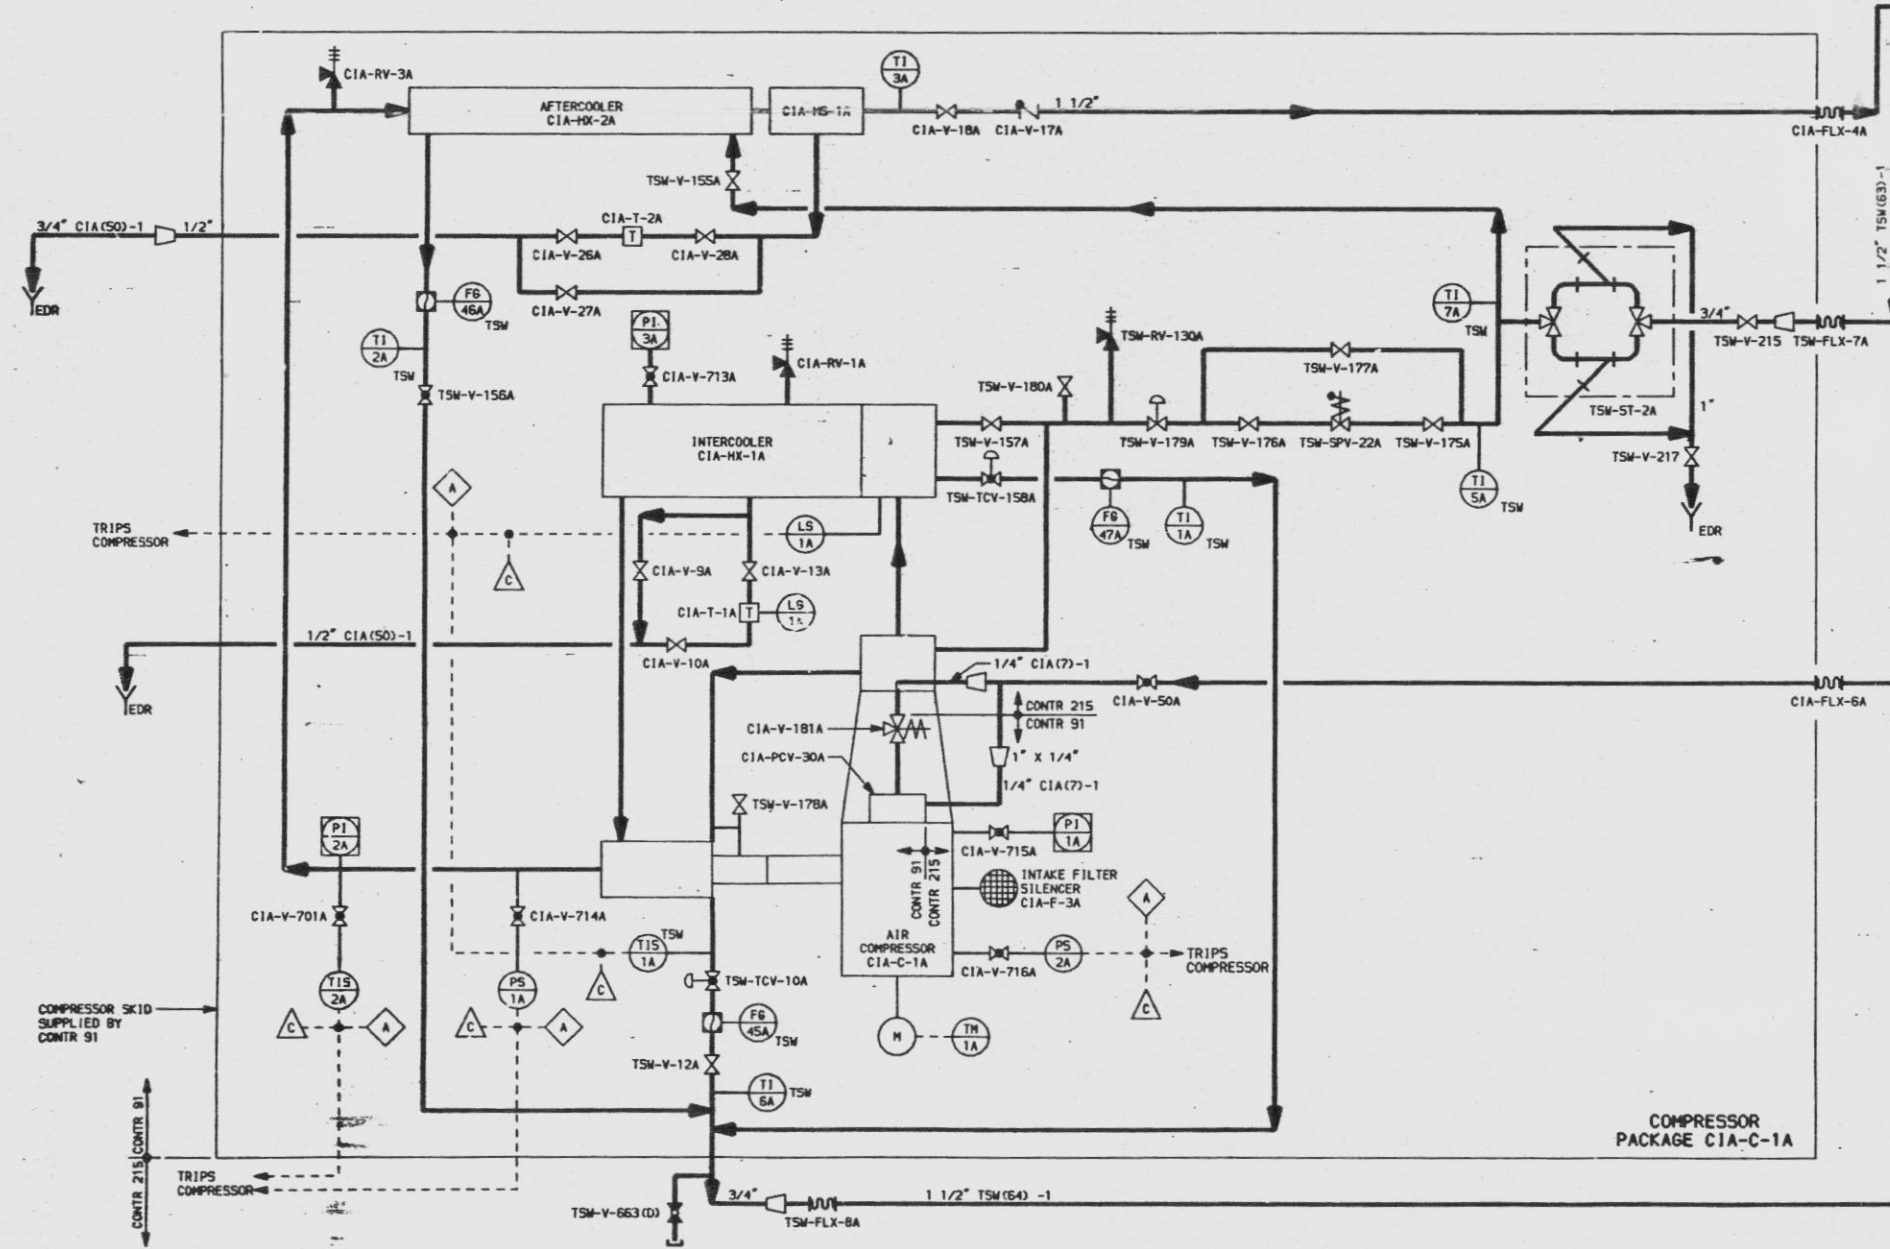 CIA-RV-3A
AFTERCOOLER
CIA-HX-2A
CIA-MS-1A
TI
3A
CIA-V-18A
CIA-V-17A
1 1/2"
CIA-FLX-4A
TSW-V-155A
3/4" CIA(50)-1
1/2"
CIA-T-2A
T
CIA-V-26A
CIA-V-28A
CIA-V-27A
EDR
FG
46A
TSW
TI
2A
TSW
TSW-V-156A
PI
3A
CIA-V-713A
CIA-RV-1A
TSW-RV-130A
TSW-V-180A
TSW-V-177A
TI
7A
TSW
1 1/2" TSW(63)-1
3/4"
TSW-V-215
TSW-FLX-7A
TSW-ST-2A
1"
INTERCOOLER
CIA-HX-1A
TSW-V-157A
TSW-V-179A
TSW-V-176A
TSW-SPV-22A
TSW-V-175A
TSW-V-217
TSW-TCV-158A
TI
5A
TSW
A
TRIPS
COMPRESSOR
LS
1A
FG
47A
TSW
TI
1A
TSW
EDR
C
CIA-V-9A
CIA-V-13A
CIA-T-1A
T
LS
1A
1/2" CIA(50)-1
CIA-V-10A
1/4" CIA(7)-1
EDR
CIA-V-50A
CIA-FLX-6A
CONTR 215
CONTR 91
CIA-V-181A
CIA-PCV-30A
1" X 1/4"
1/4" CIA(7)-1
TSW-V-178A
PI
2A
CIA-V-715A
PI
1A
CONTR 91
CONTR 215
INTAKE FILTER
SILENCER
CIA-F-3A
A
CIA-V-701A
CIA-V-714A
TSW
TIS
1A
AIR
COMPRESSOR
CIA-C-1A
CIA-V-716A
PS
2A
TRIPS
COMPRESSOR
C
TSW-TCV-10A
TIS
2A
PS
1A
C
COMPRESSOR SKID
SUPPLIED BY
CONTR 91
C
A
C
A
FG
45A
TSW
M
TM
1A
TSW-V-12A
TI
6A
TSW
CONTR 91
CONTR 215
COMPRESSOR
PACKAGE CIA-C-1A
TRIPS
COMPRESSOR
3/4"
1 1/2" TSW(64) -1
TSW-V-663(D)
TSW-FLX-8A